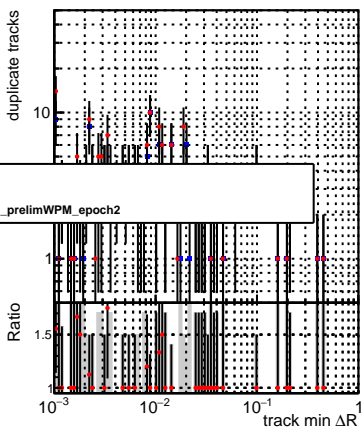 duplicate tracks
10
_prelimWPM_epoch2
1
Ratio
1.5
1
10⁻³
10⁻²
10⁻¹
1
track min ΔR